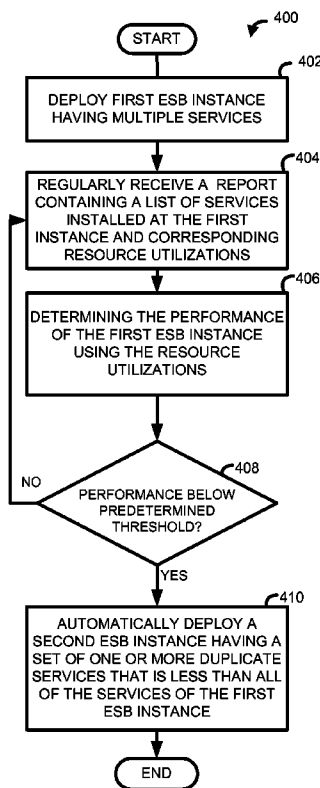 400
START
402
DEPLOY FIRST ESB INSTANCE
HAVING MULTIPLE SERVICES
404
REGULARLY RECEIVE A REPORT
CONTAINING A LIST OF SERVICES
INSTALLED AT THE FIRST
INSTANCE AND CORRESPONDING
RESOURCE UTILIZATIONS
406
DETERMINING THE PERFORMANCE
OF THE FIRST ESB INSTANCE
USING THE RESOURCE
UTILIZATIONS
408
NO
PERFORMANCE BELOW
PREDETERMINED
THRESHOLD?
YES
410
AUTOMATICALLY DEPLOY A
SECOND ESB INSTANCE HAVING A
SET OF ONE OR MORE DUPLICATE
SERVICES THAT IS LESS THAN ALL
OF THE SERVICES OF THE FIRST
ESB INSTANCE
END